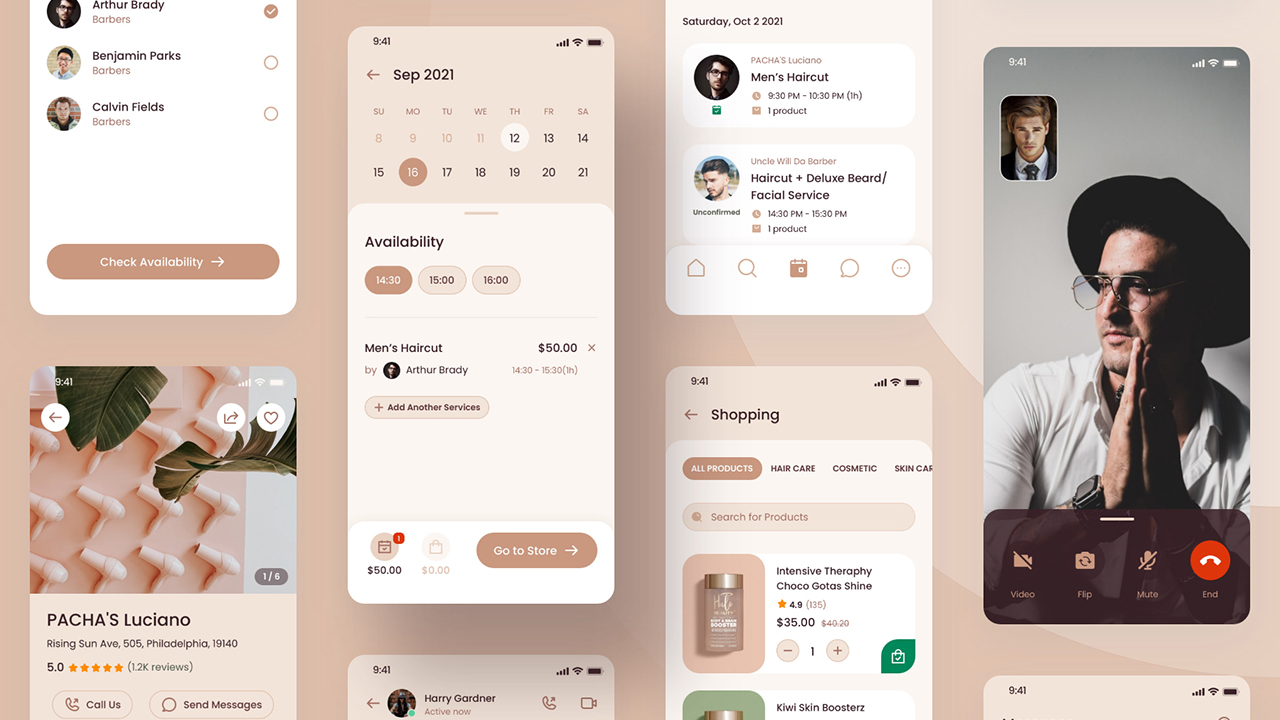 Arthur Brady
Barbers
Benjamin Parks
Barbers
Calvin Fields
Barbers
Check Availability
9:41
1 / 6
PACHA'S Luciano
Rising Sun Ave, 505, Philadelphia, 19140
5.0 (1.2K reviews)
Call Us
Send Messages
9:41
Sep 2021
SU MO TU WE TH FR SA
8 9 10 11 12 13 14
15 16 17 18 19 20 21
Availability
14:30 15:00 16:00
Men's Haircut $50.00
by Arthur Brady 14:30 - 15:30(1h)
Add Another Services
1
$50.00 $0.00
Go to Store
9:41
Harry Gardner
Active now
Saturday, Oct 2 2021
PACHA'S Luciano
Men's Haircut
9:30 PM - 10:30 PM (1h)
1 product
Uncle Will Da Barber
Haircut + Deluxe Beard/
Facial Service
Unconfirmed
14:30 PM - 15:30 PM
1 product
9:41
Shopping
ALL PRODUCTS HAIR CARE COSMETIC SKIN CAR
Search for Products
Intensive Theraphy
Choco Gotas Shine
4.9 (135)
$35.00 $40.20
1
Kiwi Skin Boosterz
9:41
Video Flip Mute End
9:41